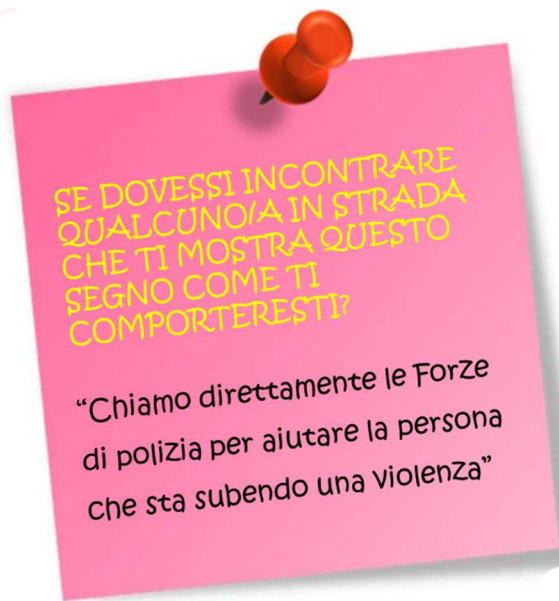 SE DOVESSI INCONTRARE
QUALCUNO/A IN STRADA
CHE TI MOSTRA QUESTO
SEGNO COME TI
COMPORTERESTI?
“Chiamo direttamente le Forze
di polizia per aiutare la persona
che sta subendo una violenza”